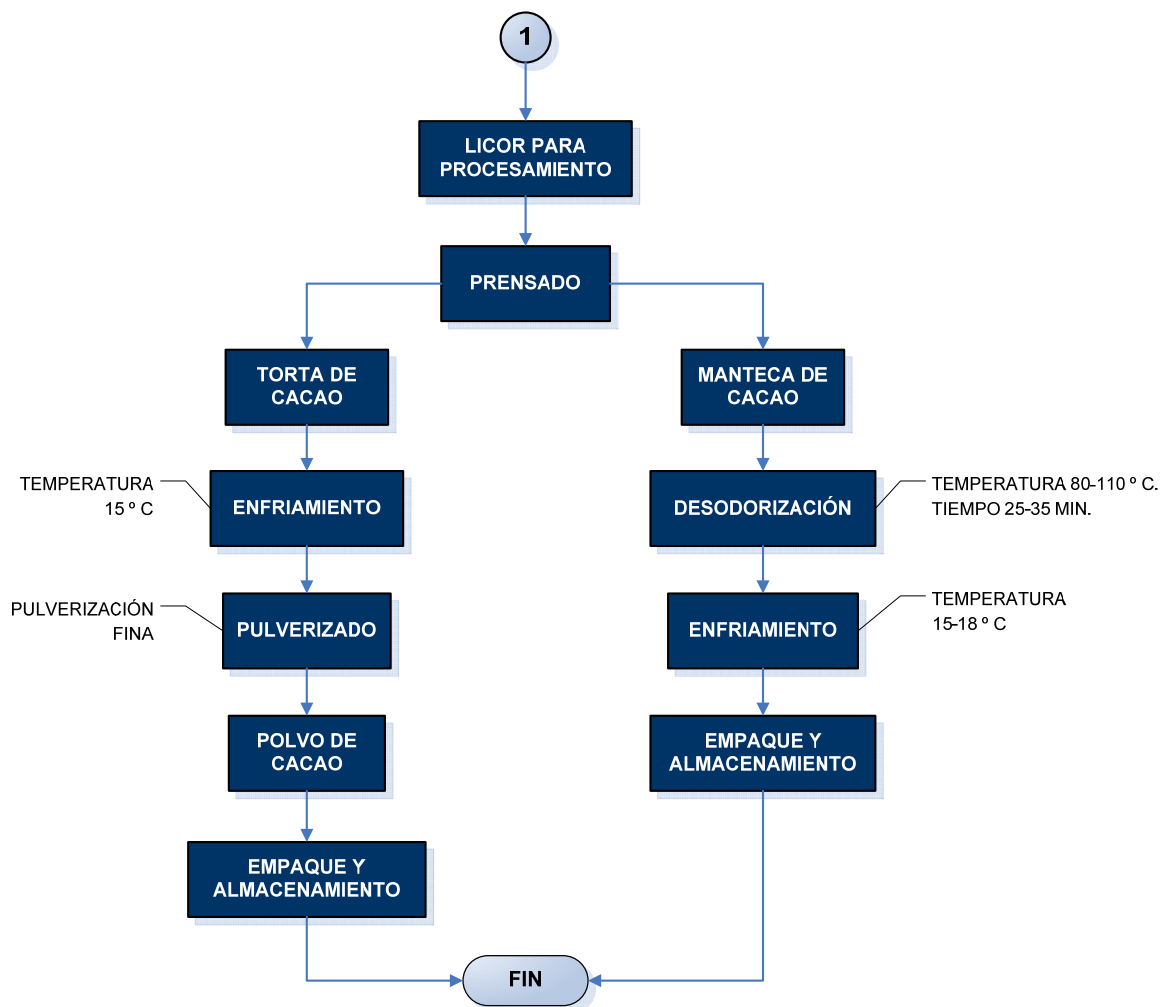 1
LICOR PARA
PROCESAMIENTO
PRENSADO
TORTA DE
CACAO
MANTECA DE
CACAO
TEMPERATURA
15 º C
ENFRIAMIENTO
DESODORIZACIÓN
TEMPERATURA 80-110 º C.
TIEMPO 25-35 MIN.
PULVERIZACIÓN
FINA
PULVERIZADO
ENFRIAMIENTO
TEMPERATURA
15-18 º C
POLVO DE
CACAO
EMPAQUE Y
ALMACENAMIENTO
EMPAQUE Y
ALMACENAMIENTO
FIN